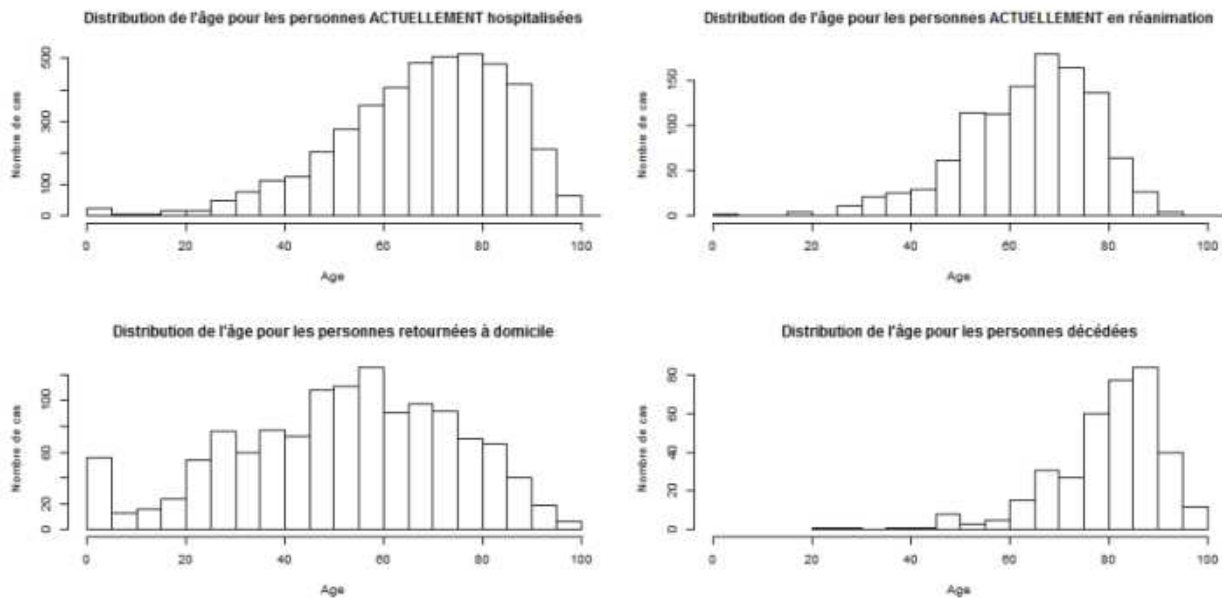 Distribution de l'âge pour les personnes ACTUELLEMENT hospitalisées
Nombre de cas
500
300
100
0
0 20 40 60 80 100
Age
Distribution de l'âge pour les personnes ACTUELLEMENT en réanimation
Nombre de cas
150
100
50
0
0 20 40 60 80 100
Age
Distribution de l'âge pour les personnes retournées à domicile
Nombre de cas
100
60
20
0
0 20 40 60 80 100
Age
Distribution de l'âge pour les personnes décédées
Nombre de cas
80
60
40
20
0
0 20 40 60 80 100
Age